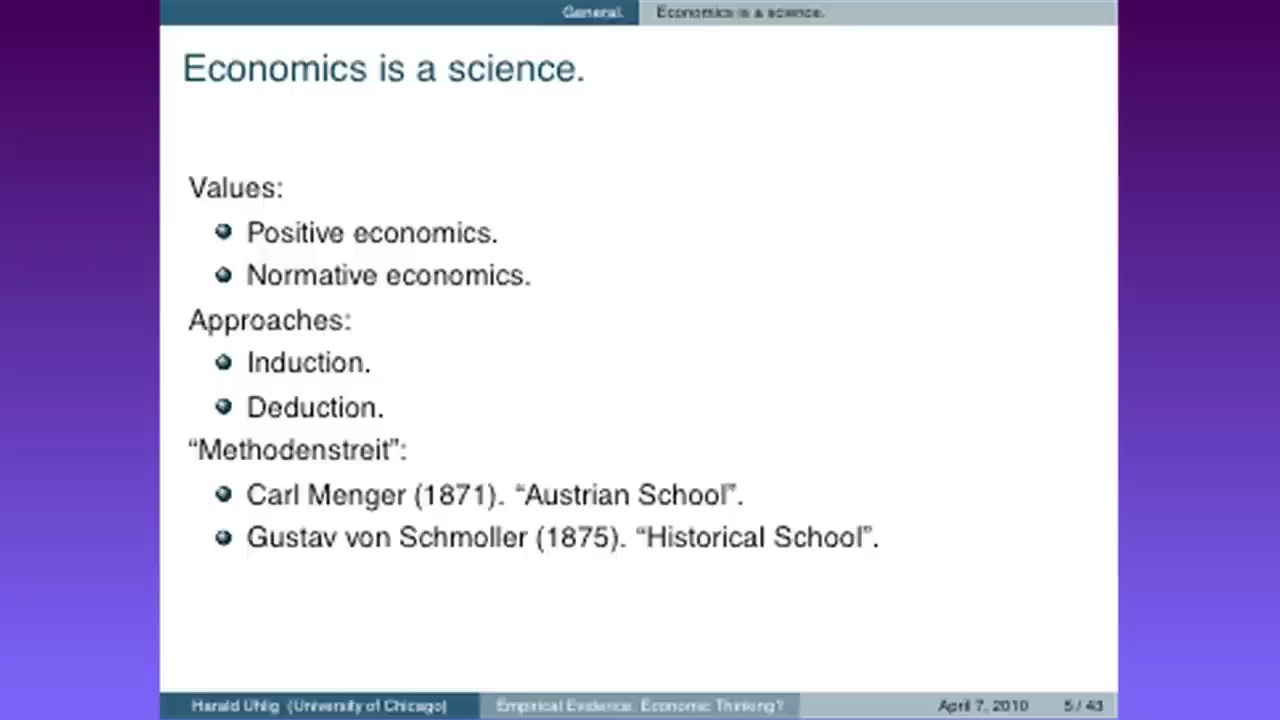 General.
Economics is a science.
Economics is a science.
Values:
Positive economics.
Normative economics.
Approaches:
Induction.
Deduction.
“Methodenstreit”:
Carl Menger (1871). “Austrian School”.
Gustav von Schmoller (1875). “Historical School”.
Harald Uhlig (University of Chicago)
Empirical Evidence, Economic Thinking?
April 7, 2010
5 / 43